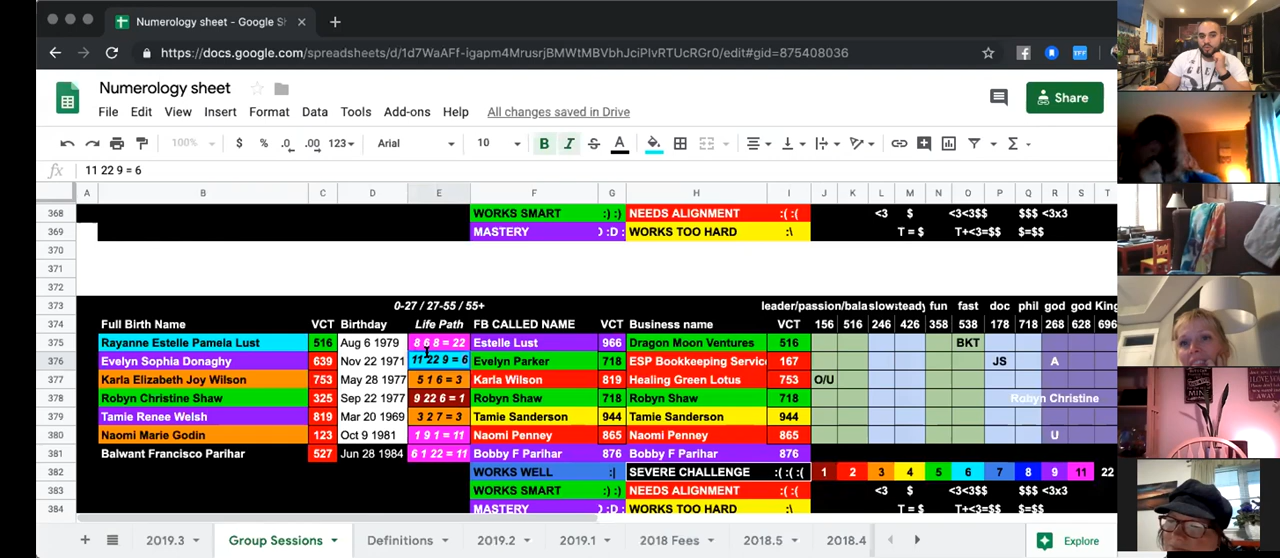 Numerology sheet - Google Sh
https://docs.google.com/spreadsheets/d/1d7WaAFf-igapm4MrusrjBMWtMBVbhJciPlvRTUcRGr0/edit#gid=875408036
Numerology sheet
File Edit View Insert Format Data Tools Add-ons Help All changes saved in Drive
Share
100% $ % .0 .00 123 Arial 10 B I S A
fx 11 22 9 = 6
A B C D E F G H I J K L M N O P Q R S T
368 WORKS SMART :) :) NEEDS ALIGNMENT :( :( <3 $ <3<3$$ $$$ <3x3
369 MASTERY ) :D :D : WORKS TOO HARD :\ T = $ T+<3=$$ $=$$
370
371
372
373 0-27 / 27-55 / 55+ leader/passion/bala slow steady fun fast doc phil god god King
374 Full Birth Name VCT Birthday Life Path FB CALLED NAME VCT Business name VCT 156 516 246 426 358 538 178 718 268 628 696
375 Rayanne Estelle Pamela Lust 516 Aug 6 1979 8 6 8 = 22 Estelle Lust 966 Dragon Moon Ventures 516 BKT
376 Evelyn Sophia Donaghy 639 Nov 22 1971 11 22 9 = 6 Evelyn Parker 718 ESP Bookkeeping Servic 167 JS A
377 Karla Elizabeth Joy Wilson 753 May 28 1977 5 1 6 = 3 Karla Wilson 819 Healing Green Lotus 753 O/U
378 Robyn Christine Shaw 325 Sep 22 1977 9 22 6 = 1 Robyn Shaw 718 Robyn Shaw 718 Robyn Christine
379 Tamie Renee Welsh 819 Mar 20 1969 3 2 7 = 3 Tamie Sanderson 944 Tamie Sanderson 944
380 Naomi Marie Godin 123 Oct 9 1981 1 9 1 = 11 Naomi Penney 865 Naomi Penney 865 U
381 Balwant Francisco Parihar 527 Jun 28 1984 6 1 22 = 11 Bobby F Parihar 876 Bobby F Parihar 876
382 WORKS WELL :| SEVERE CHALLENGE :( :( :( 1 2 3 4 5 6 7 8 9 11 22
383 WORKS SMART :) :) NEEDS ALIGNMENT :( :( <3 $ <3<3$$ $$$ <3x3
384 MASTERY ) :D :D : WORKS TOO HARD :\ T = $ T+<3=$$ $=$$
2019.3 Group Sessions Definitions 2019.2 2019.1 2018 Fees 2018.5 2018.4 Explore